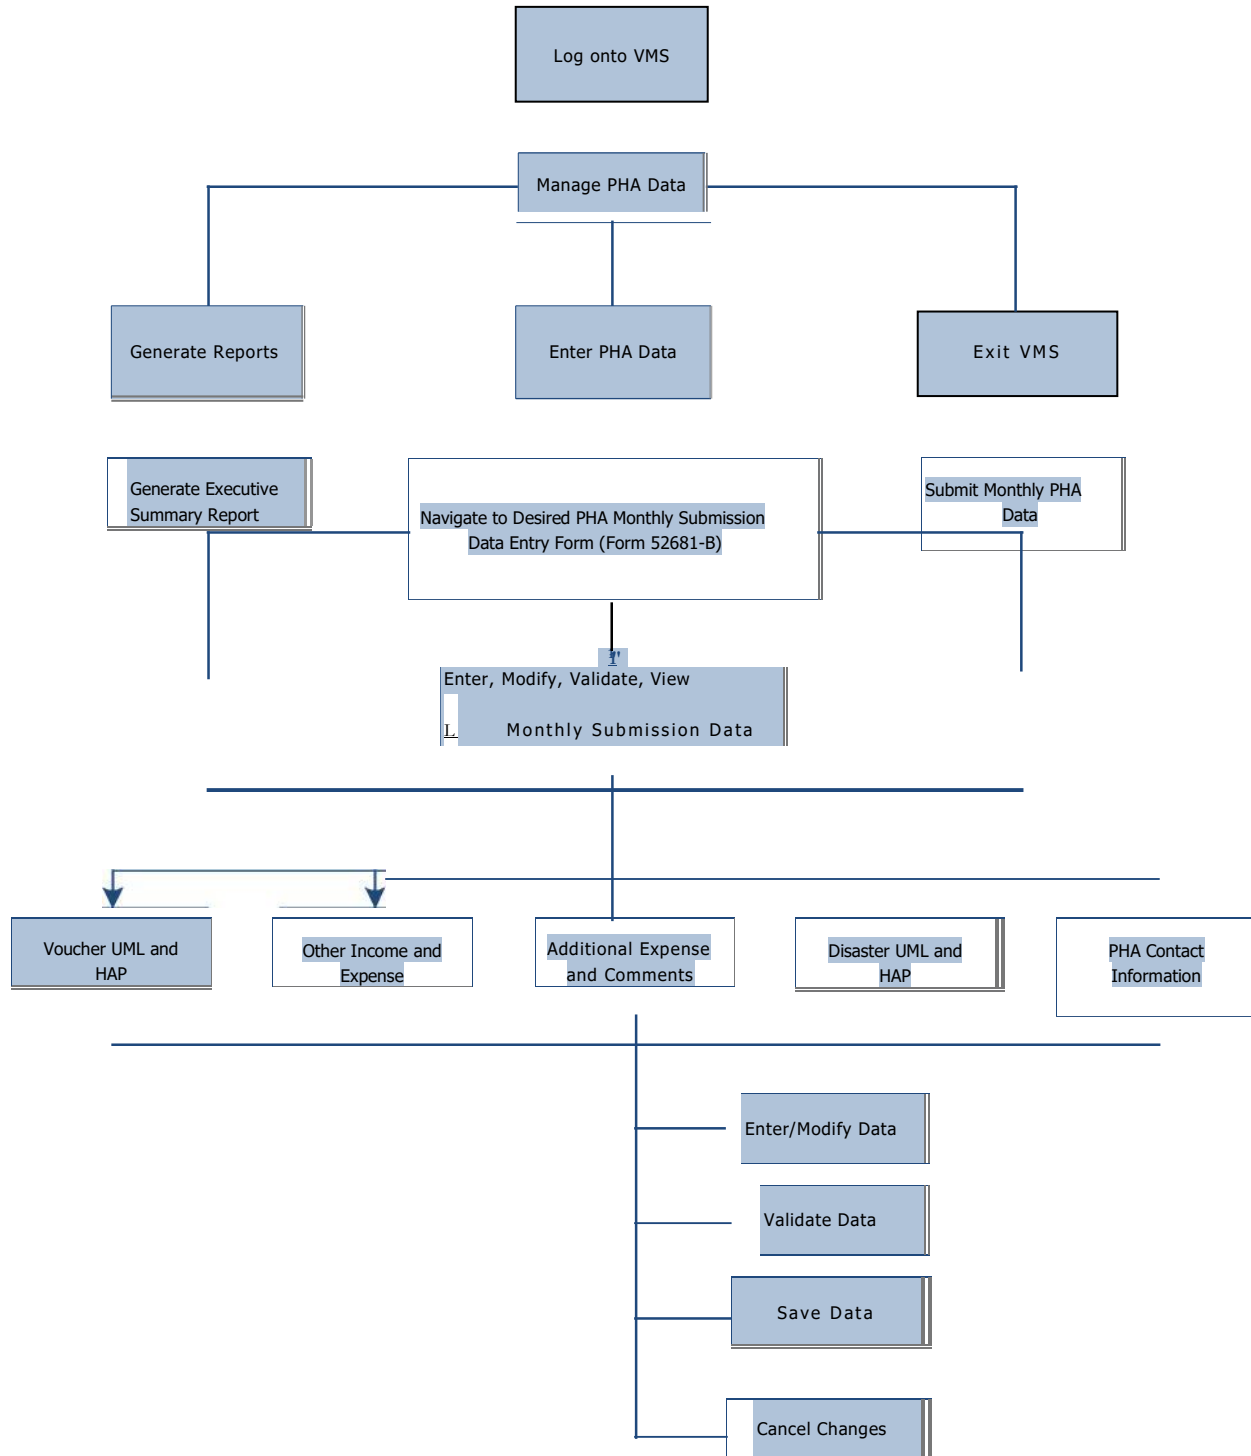 Log onto VMS
Manage PHA Data
Generate Reports
Enter PHA Data
Exit VMS
Generate Executive
Summary Report
Navigate to Desired PHA Monthly Submission
Data Entry Form (Form 52681-B)
Submit Monthly PHA
Data
1"
Enter, Modify, Validate, View
L Monthly Submission Data
Voucher UML and
HAP
Other Income and
Expense
Additional Expense
and Comments
Disaster UML and
HAP
PHA Contact
Information
Enter/Modify Data
Validate Data
Save Data
Cancel Changes